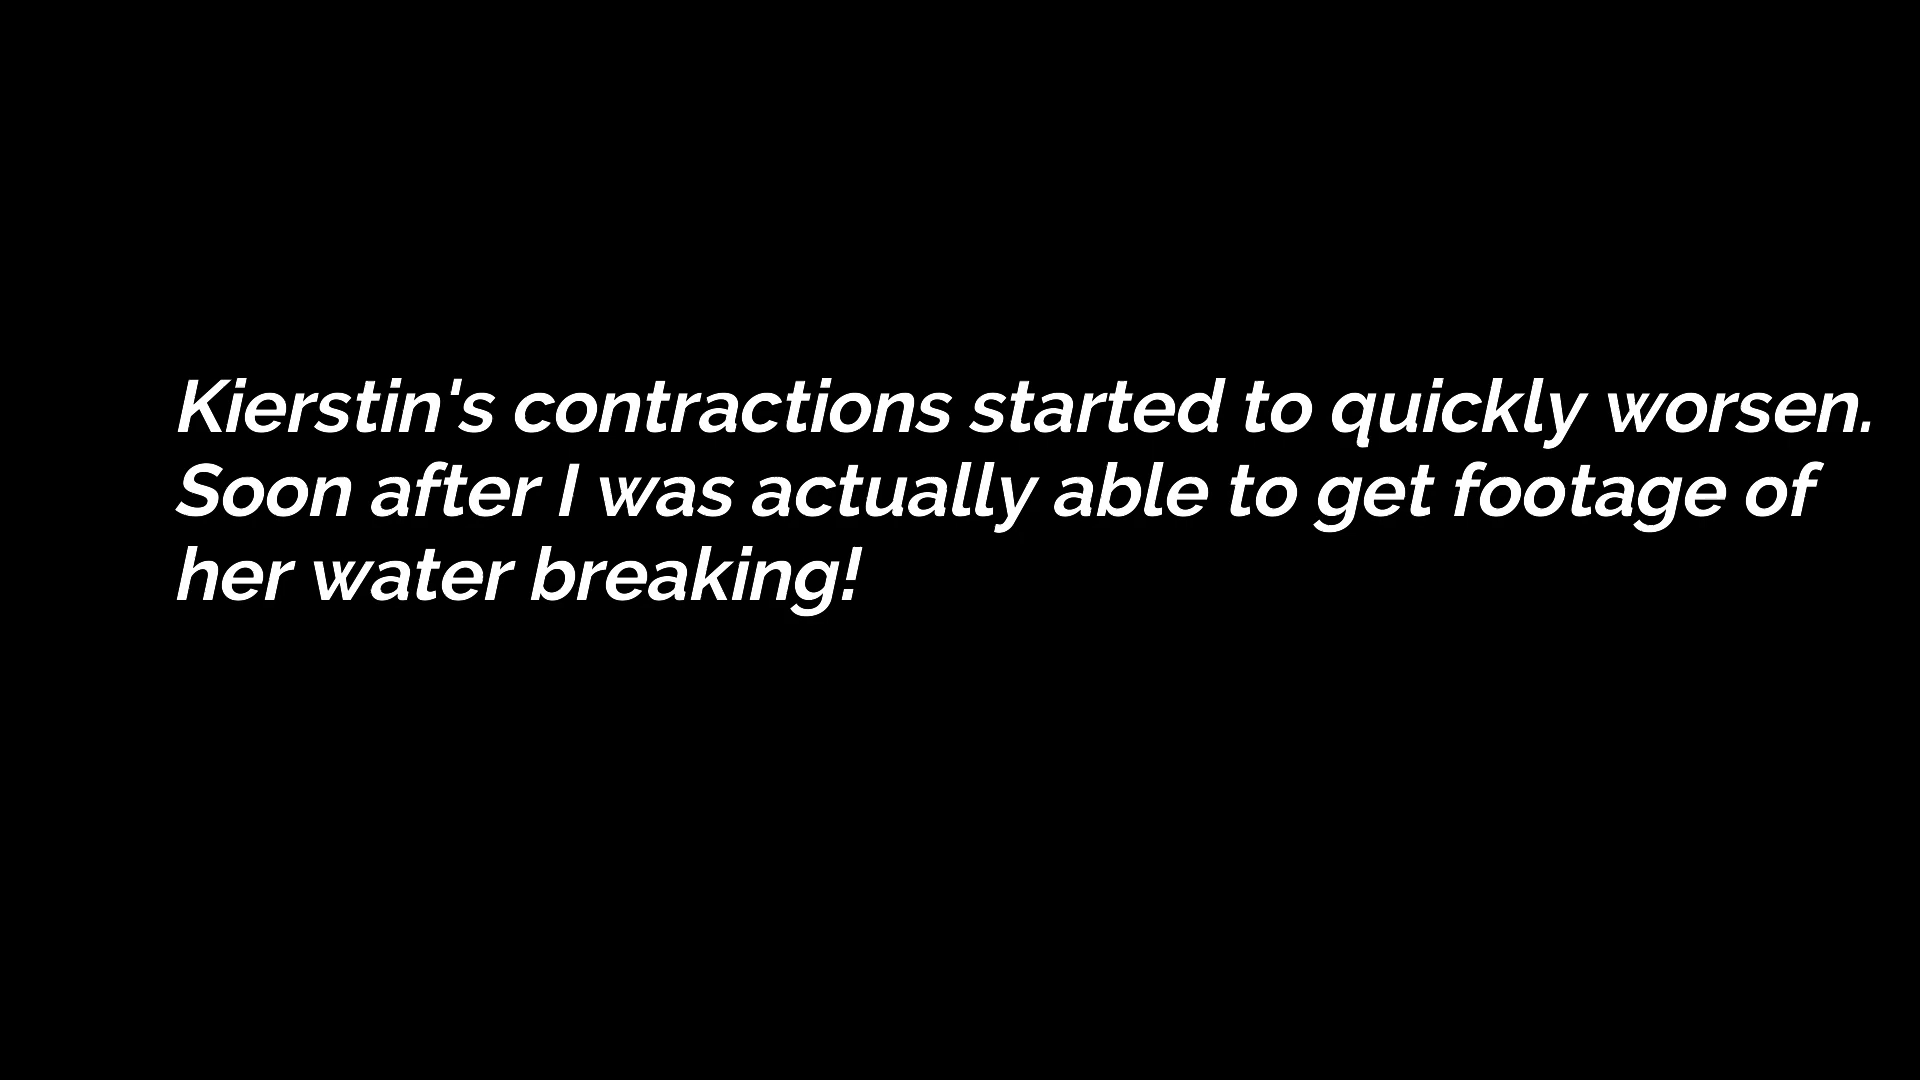 Kierstin's contractions started to quickly worsen.
Soon after I was actually able to get footage of
her water breaking!